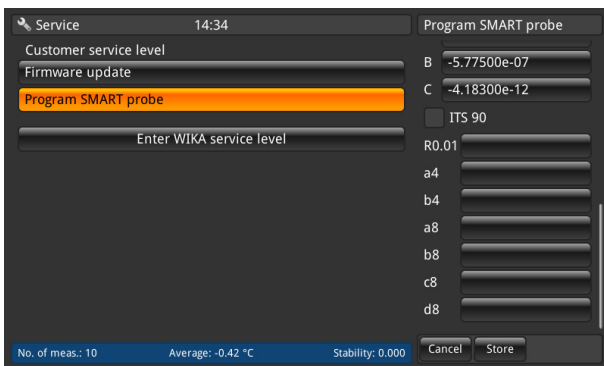 Service 14:34
Customer service level
Firmware update
Program SMART probe
Enter WIKA service level
No. of meas.: 10 Average: -0.42 °C Stability: 0.000
Program SMART probe
B -5.77500e-07
C -4.18300e-12
ITS 90
R0.01
a4
b4
a8
b8
c8
d8
Cancel Store